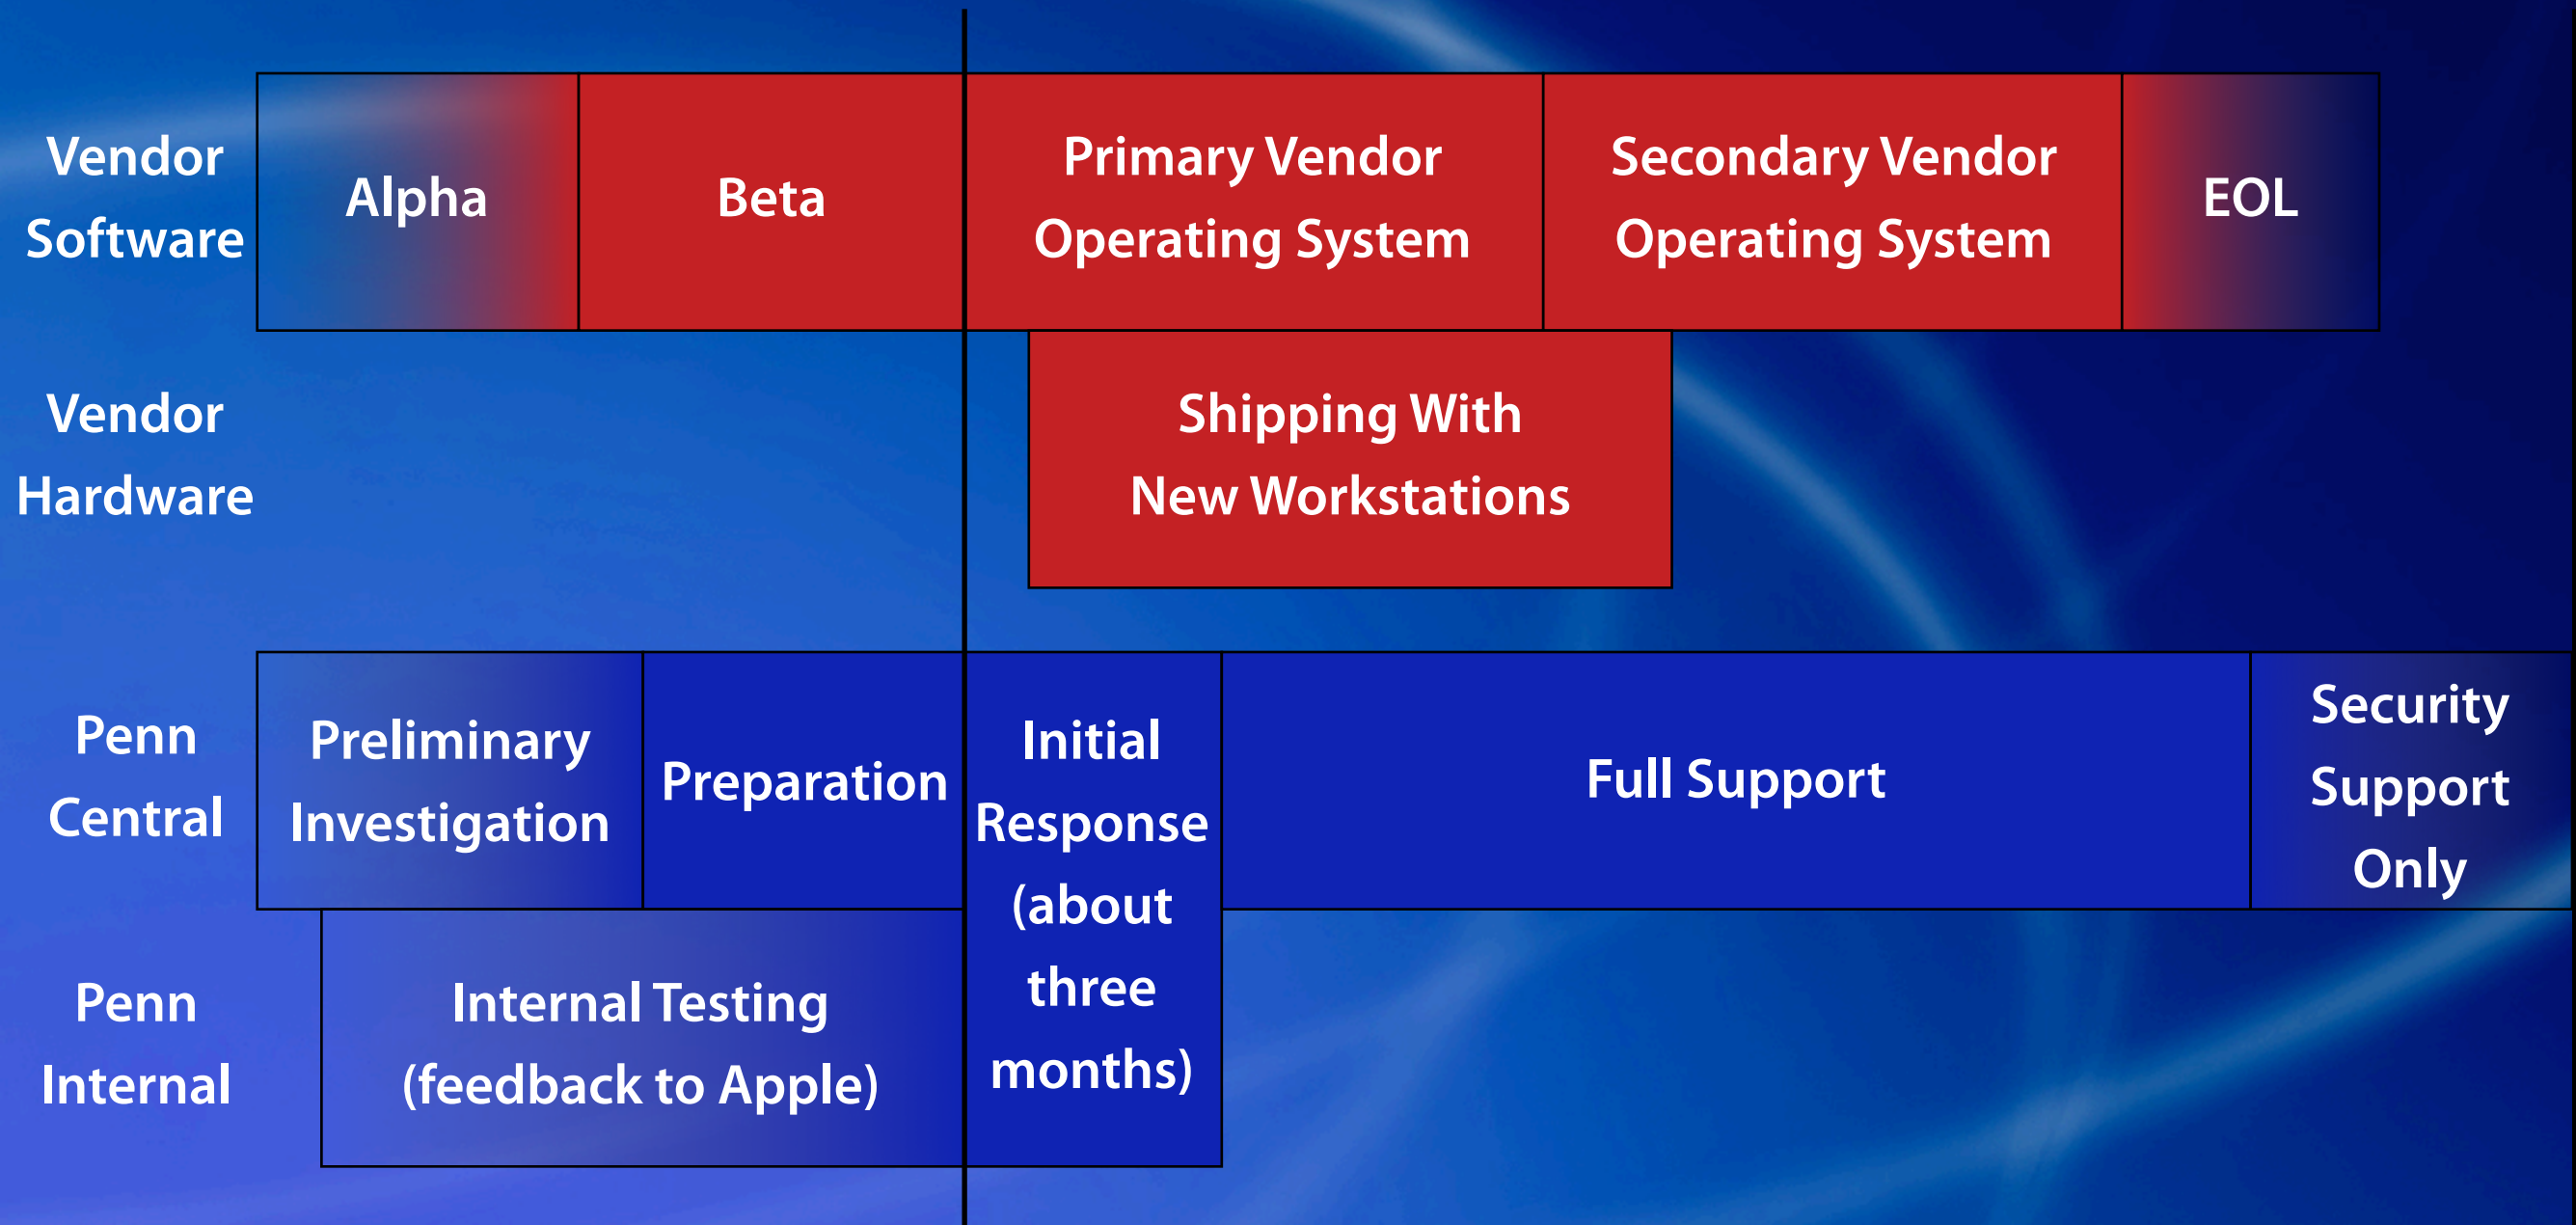 Vendor
Software
Alpha
Beta
Primary Vendor
Operating System
Secondary Vendor
Operating System
EOL
Vendor
Hardware
Shipping With
New Workstations
Penn
Central
Preliminary
Investigation
Preparation
Initial
Response
(about
three
months)
Full Support
Security
Support
Only
Penn
Internal
Internal Testing
(feedback to Apple)